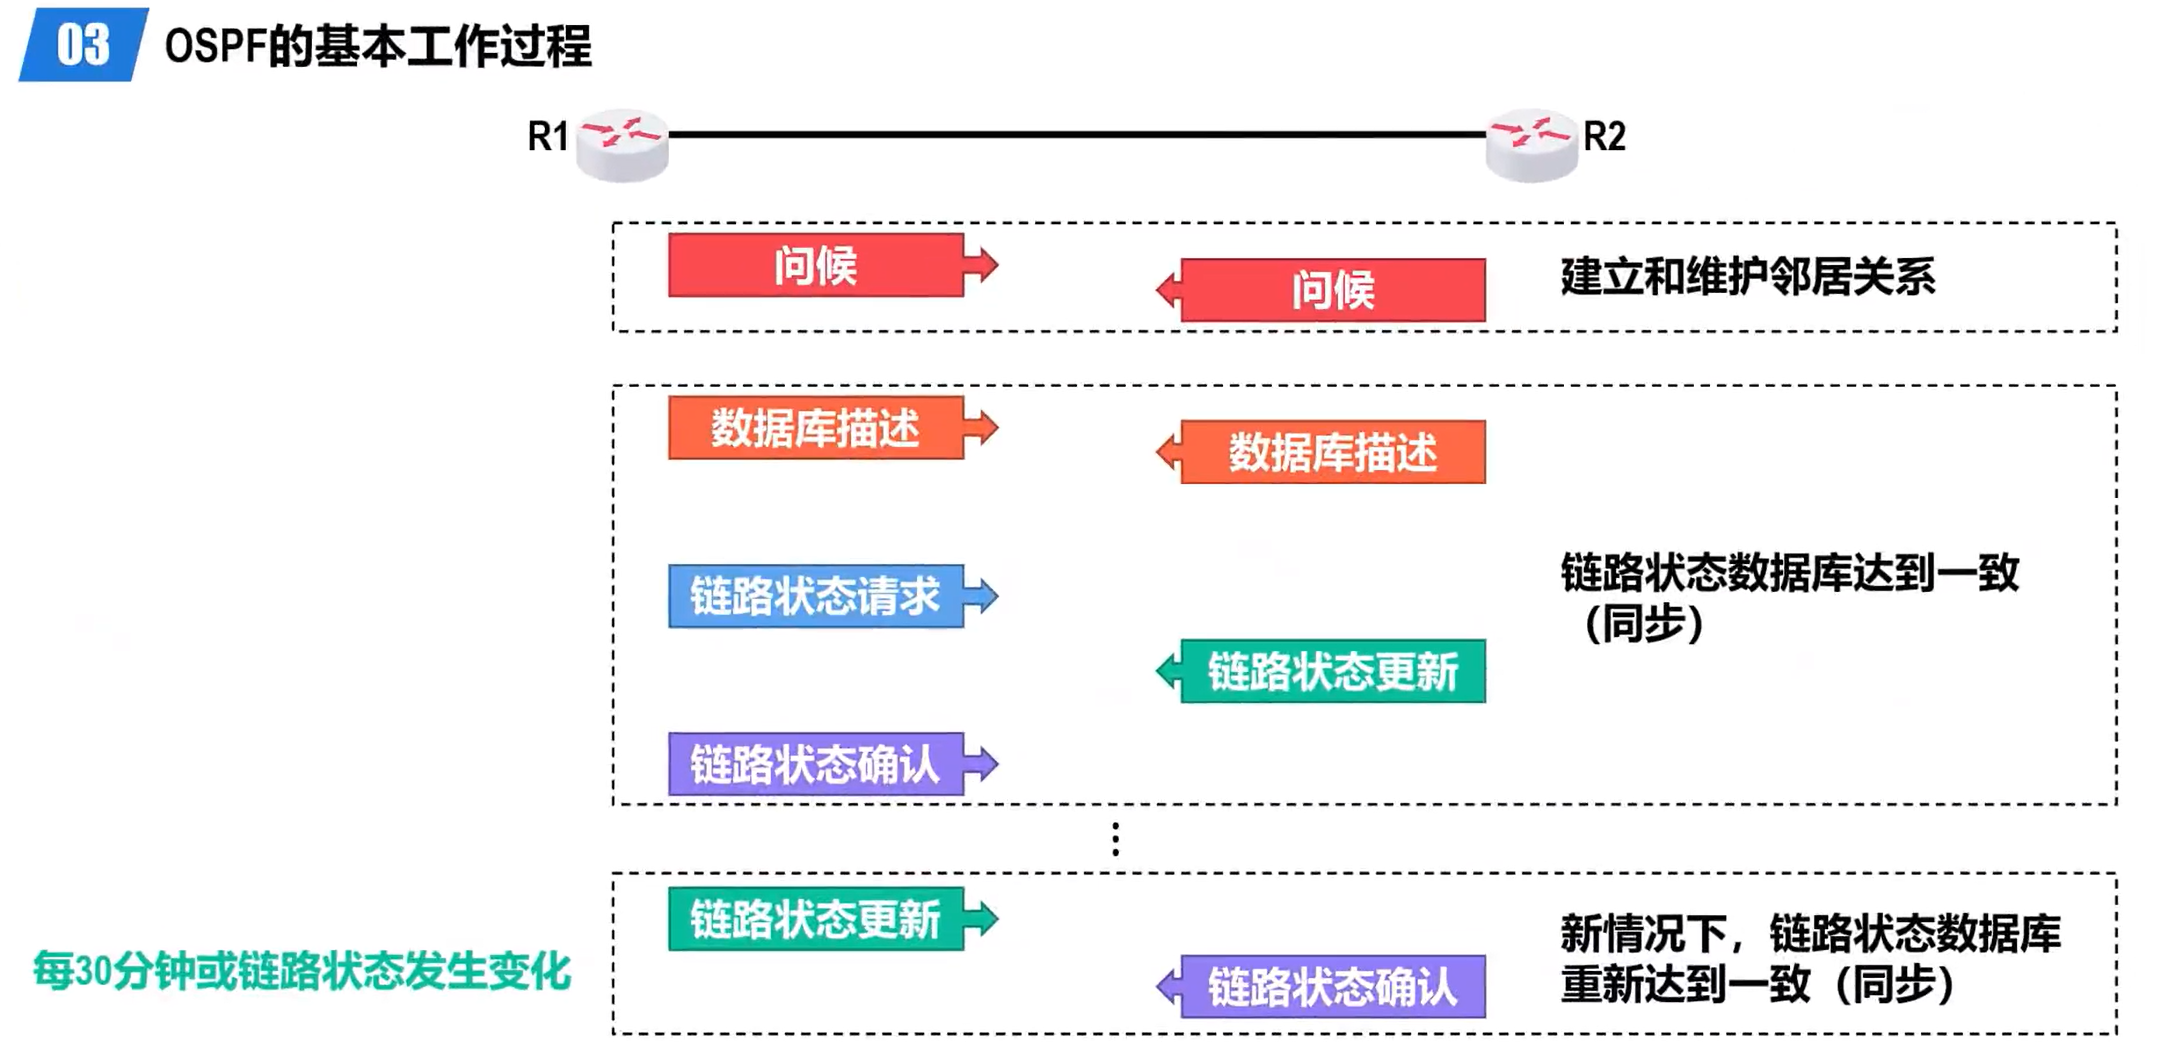 03
OSPF的基本工作过程
R1
R2
问候
问候
建立和维护邻居关系
数据库描述
数据库描述
链路状态请求
链路状态数据库达到一致
（同步）
链路状态更新
链路状态确认
链路状态更新
每30分钟或链路状态发生变化
链路状态确认
新情况下，链路状态数据库
重新达到一致（同步）